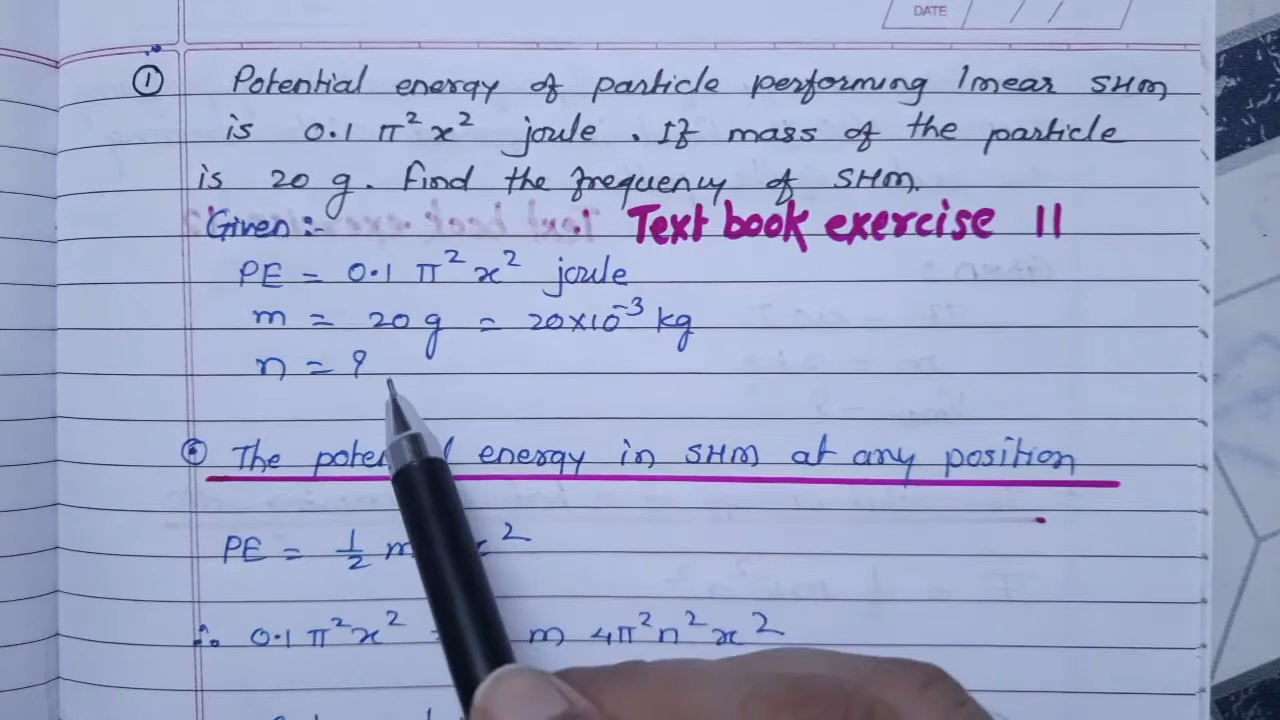 DATE / /
① Potential energy of particle performing linear SHM
is 0.1 π² x² joule . If mass of the particle
is 20 g. find the frequency of SHM.
Given :- Text book exercise 11
PE = 0.1 π² x² joule
m = 20 g = 20×10⁻³ kg
n = ?
The energy in SHM at any position
PE = 1/2 m x²
∴ 0.1 π² x² m 4π² n² x²